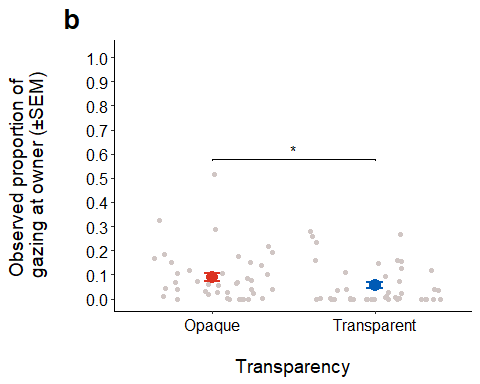 b
Observed proportion of
gazing at owner (±SEM)
1.0
0.9
0.8
0.7
0.6
0.5
0.4
0.3
0.2
0.1
0.0
*
Opaque
Transparent
Transparency